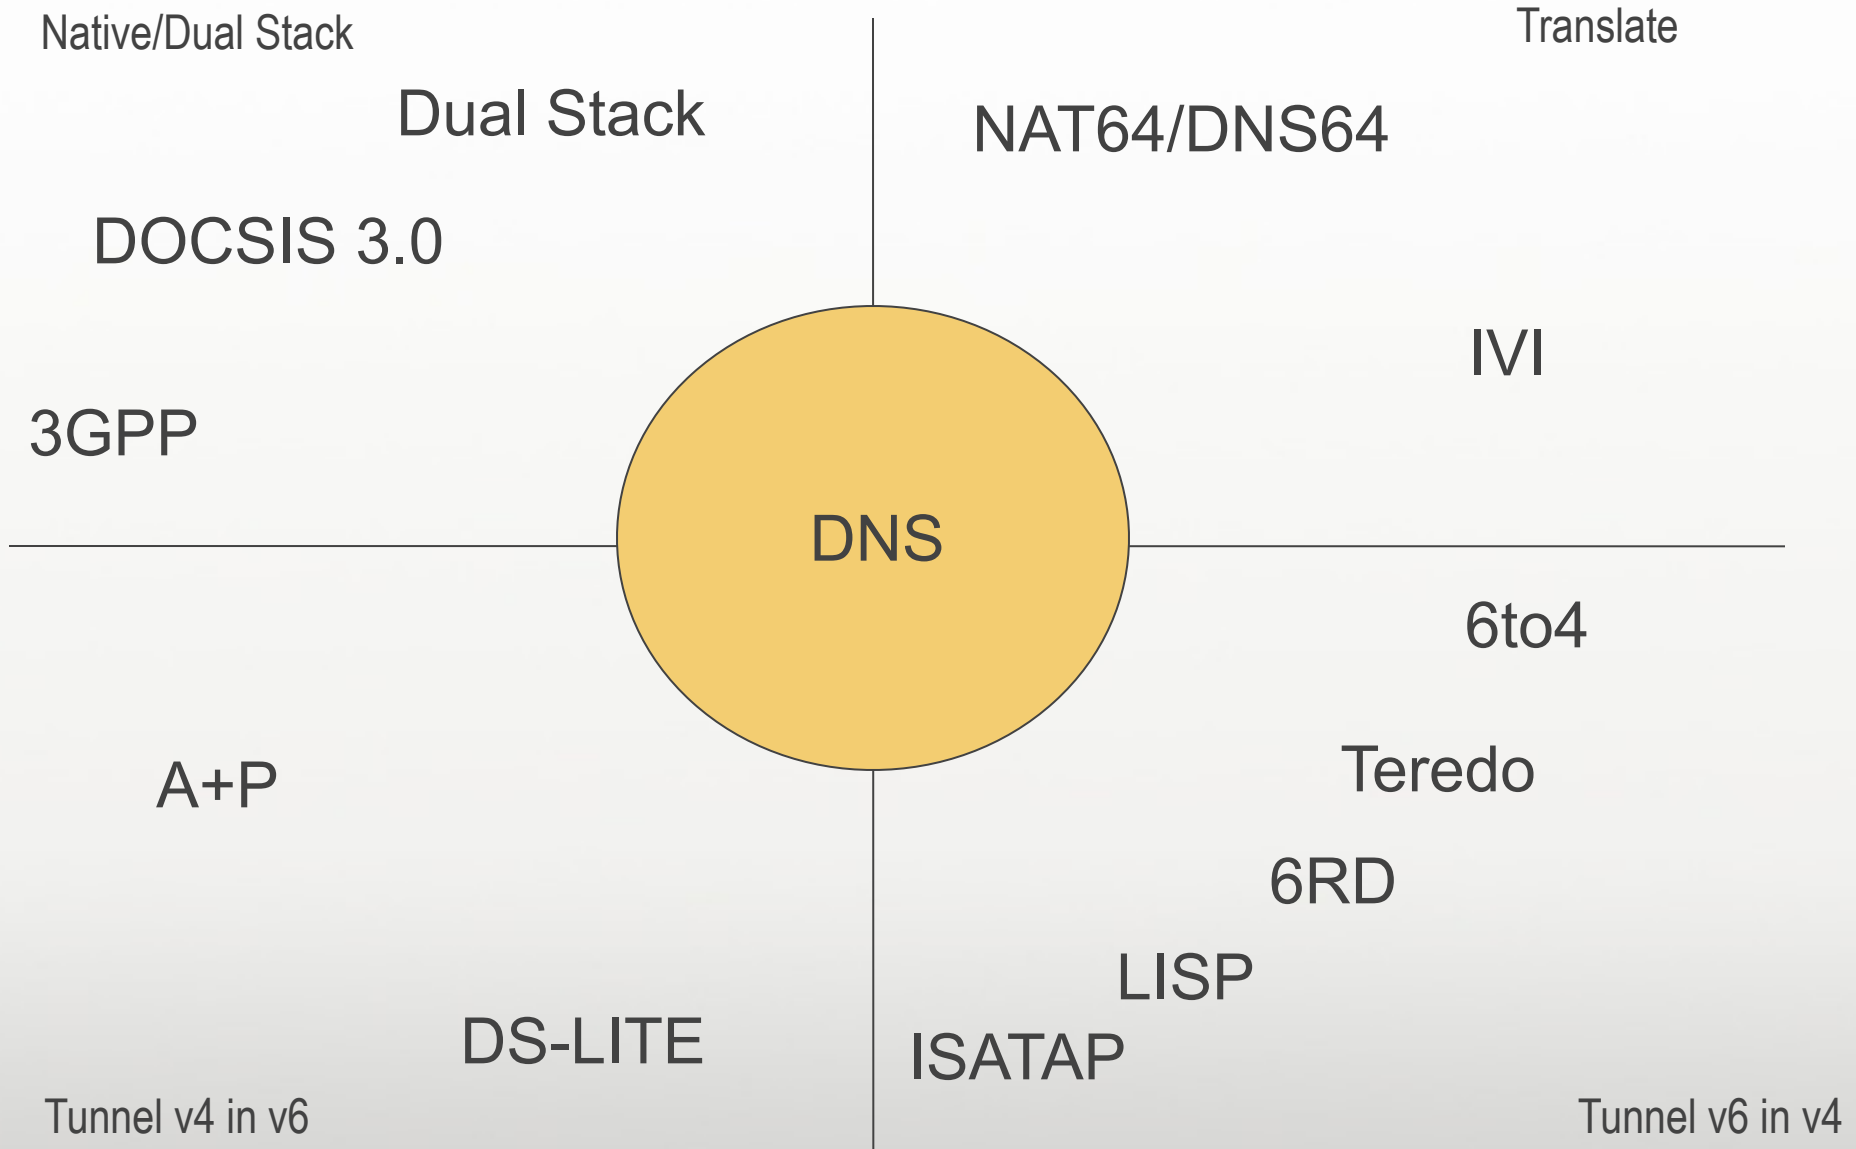 Native/Dual Stack
Translate
Dual Stack
NAT64/DNS64
DOCSIS 3.0
IVI
3GPP
DNS
6to4
Teredo
A+P
6RD
LISP
DS-LITE
ISATAP
Tunnel v4 in v6
Tunnel v6 in v4